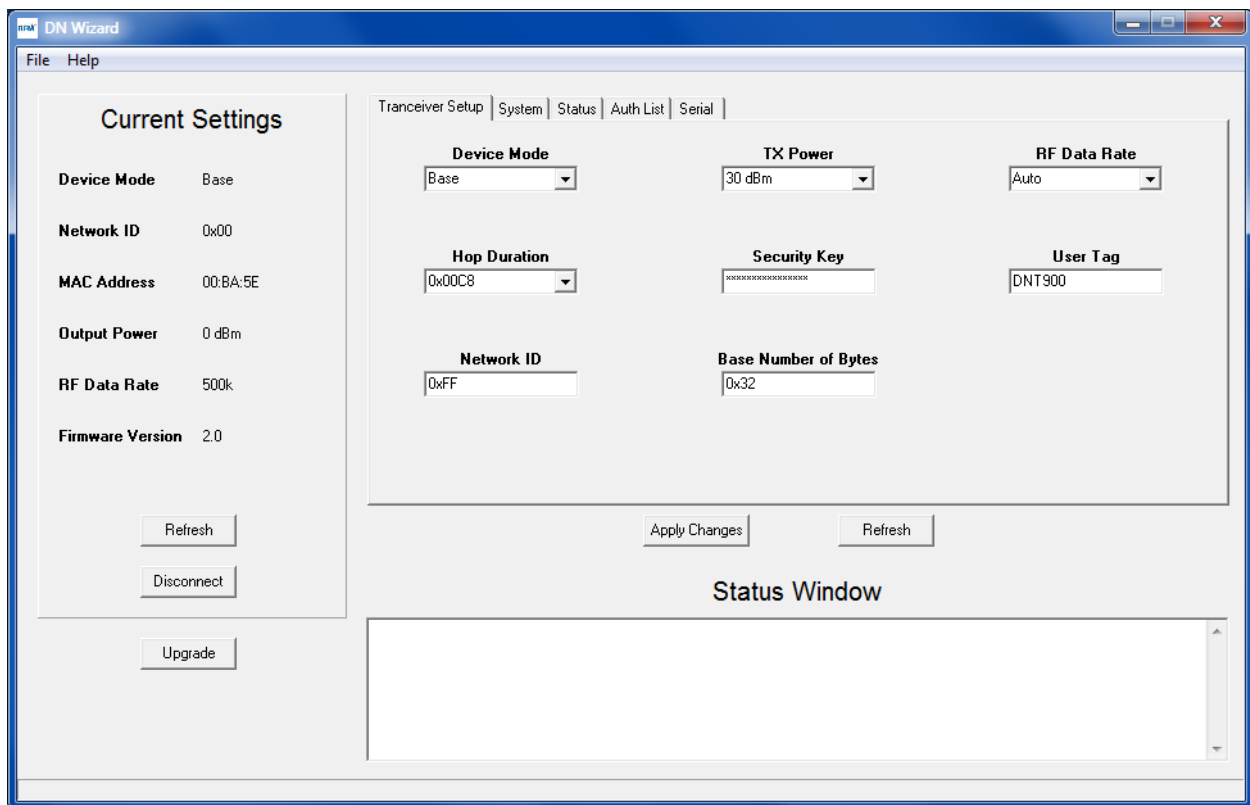 RFM DN Wizard
File Help
Current Settings
Device Mode Base
Network ID 0x00
MAC Address 00:BA:5E
Output Power 0 dBm
RF Data Rate 500k
Firmware Version 2.0
Refresh
Disconnect
Upgrade
Tranceiver Setup System Status Auth List Serial
Device Mode TX Power RF Data Rate
Base 30 dBm Auto
Hop Duration Security Key User Tag
0x00C8 **************** DNT900
Network ID Base Number of Bytes
0xFF 0x32
Apply Changes Refresh
Status Window